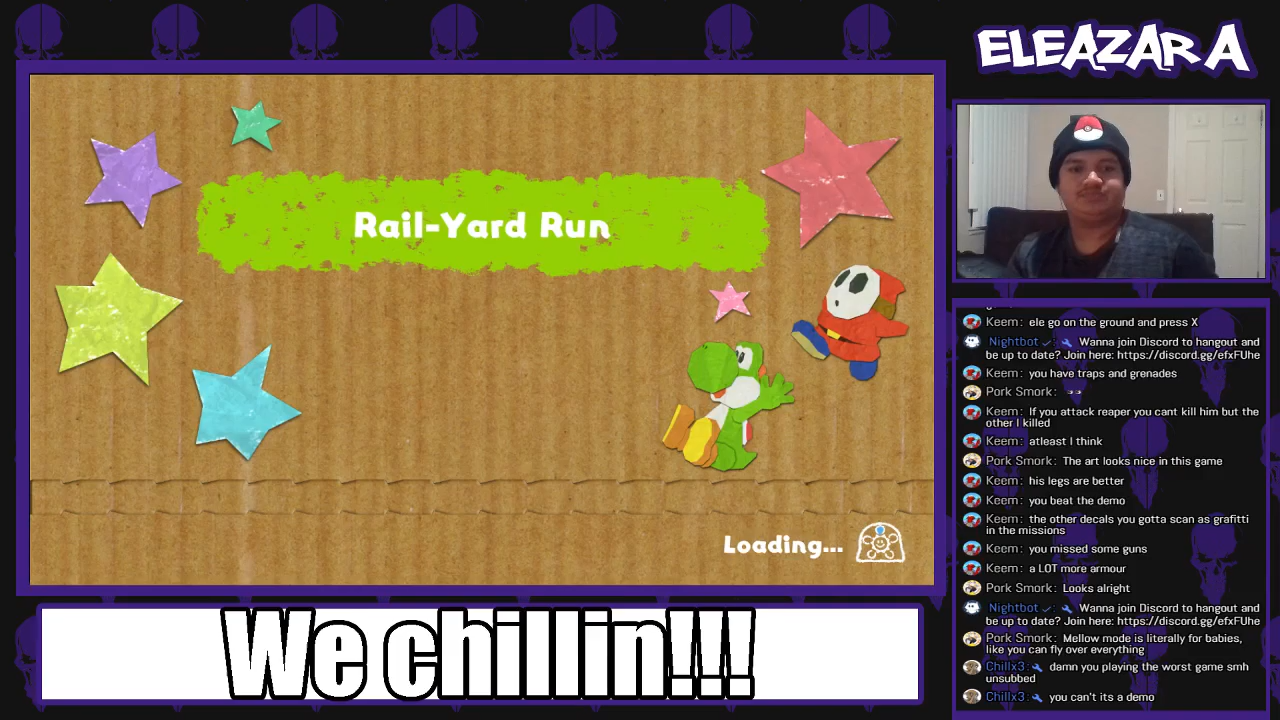 ELEAZAR A
Rail-Yard Run
Loading...
We chillin!!!
Keem: ele go on the ground and press X
Nightbot: Wanna join Discord to hangout and
be up to date? Join here: https://discord.gg/efxFUhe
Keem: you have traps and grenades
Pork Smork:
Keem: If you attack reaper you cant kill him but the
other I killed
Keem: atleast I think
Pork Smork: The art looks nice in this game
Keem: his legs are better
Keem: you beat the demo
Keem: the other decals you gotta scan as grafitti
in the missions
Keem: you missed some guns
Keem: a LOT more armour
Pork Smork: Looks alright
Nightbot: Wanna join Discord to hangout and
be up to date? Join here: https://discord.gg/efxFUhe
Pork Smork: Mellow mode is literally for babies,
like you can fly over everything
Chillx3: damn you playing the worst game smh
unsubbed
Chillx3: you can't its a demo